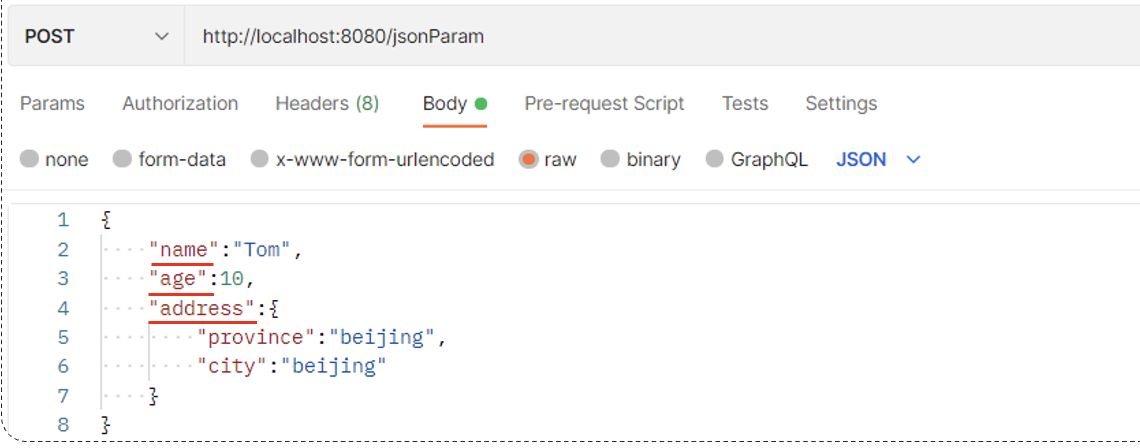 POST http://localhost:8080/jsonParam
Params Authorization Headers (8) Body Pre-request Script Tests Settings
none form-data x-www-form-urlencoded raw binary GraphQL JSON
1 {
2 "name":"Tom",
3 "age":10,
4 "address":{
5 "province":"beijing",
6 "city":"beijing"
7 }
8 }